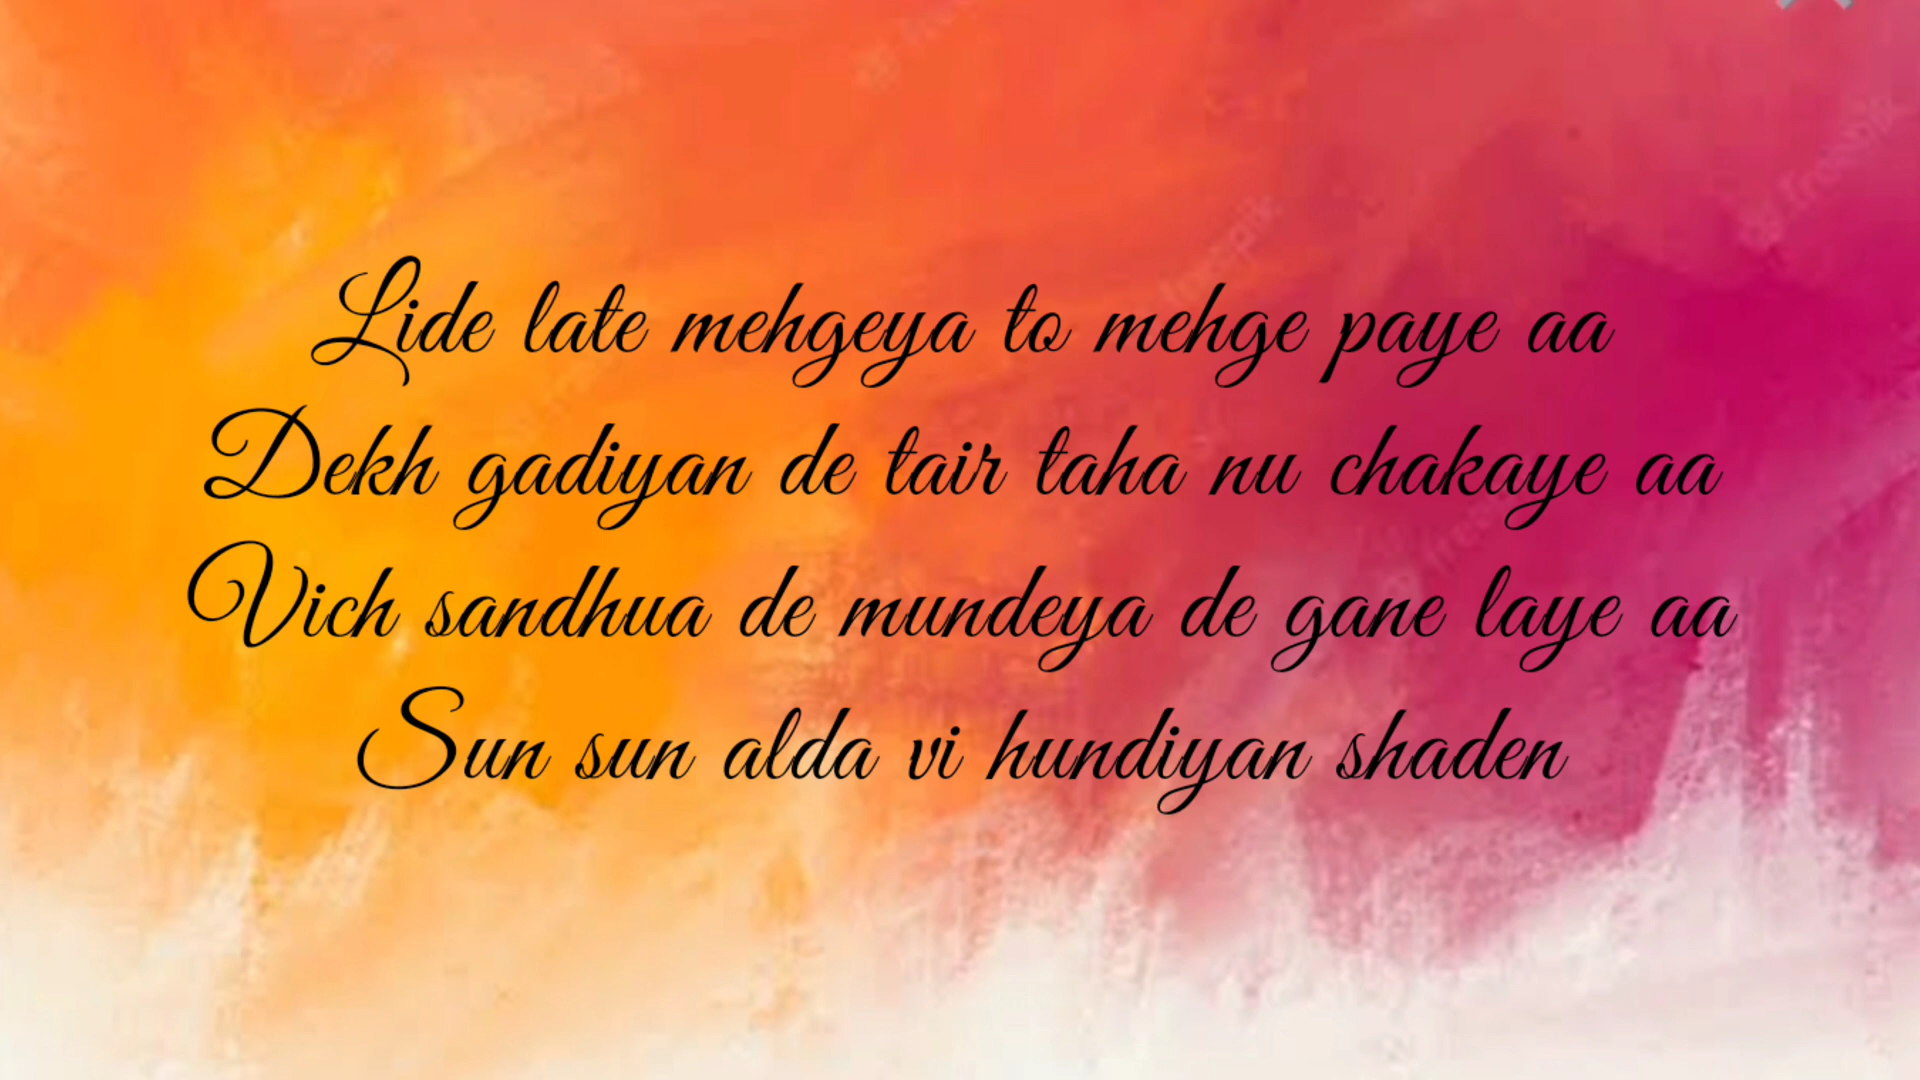 Lide late mehgeya to mehge paye aa
Dekh gadiyan de tair taha nu chakaye aa
Vich sandhua de mundeya de gane laye aa
Sun sun alda vi hundiyan shaden